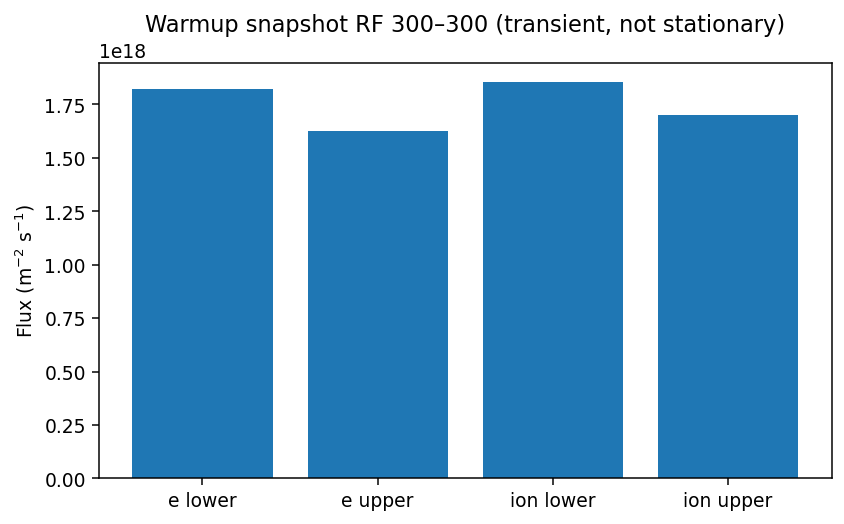 Warmup snapshot RF 300–300 (transient, not stationary)
1e18
1.75
1.50
1.25
1.00
0.75
0.50
0.25
0.00
Flux (m⁻² s⁻¹)
e lower
e upper
ion lower
ion upper